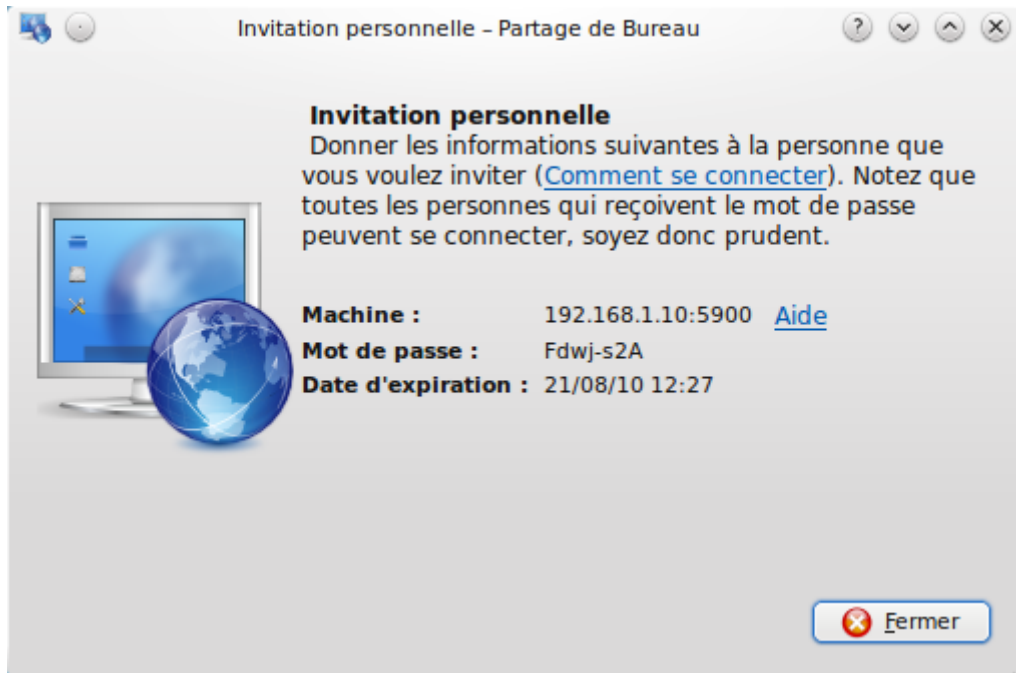 Invitation personnelle – Partage de Bureau
Invitation personnelle
Donner les informations suivantes à la personne que
vous voulez inviter (Comment se connecter). Notez que
toutes les personnes qui reçoivent le mot de passe
peuvent se connecter, soyez donc prudent.
Machine : 192.168.1.10:5900 Aide
Mot de passe : Fdwj-s2A
Date d'expiration : 21/08/10 12:27
Fermer